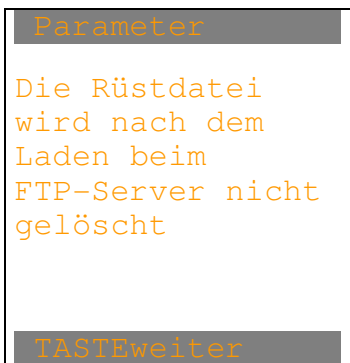 Parameter
Die Rüstdatei
wird nach dem
Laden beim
FTP-Server nicht
gelöscht
TASTEweiter